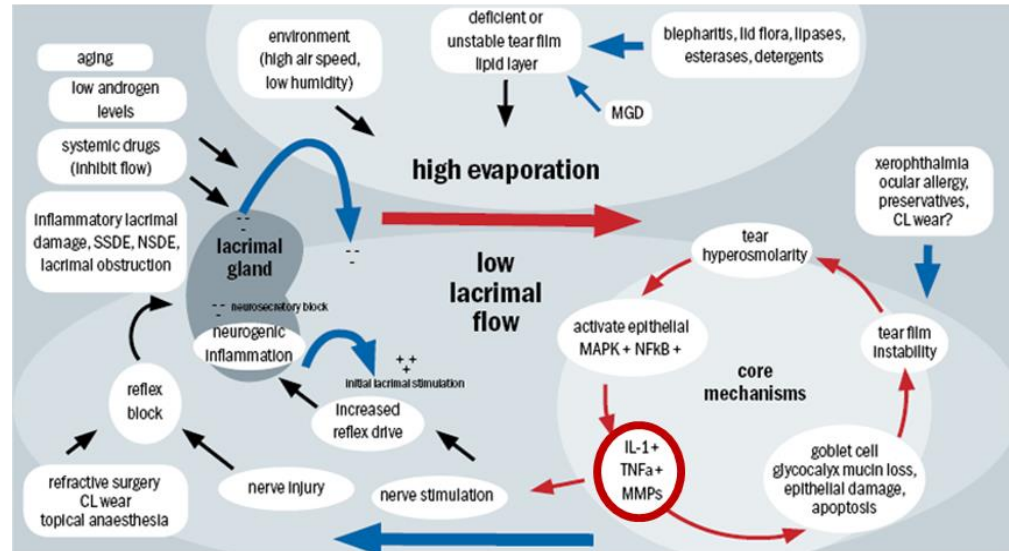 aging
low androgen
levels
systemic drugs
(inhibit flow)
inflammatory lacrimal
damage, SSDE, NSDE,
lacrimal obstruction
environment
(high air speed,
low humidity)
deficient or
unstable tear film
lipid layer
blepharitis, lid flora, lipases,
esterases, detergents
MGD
high evaporation
xerophthalmia
ocular allergy,
preservatives,
CL wear?
lacrimal
gland
-- 
-
-- 
-
low
lacrimal
flow
-- neurosecretory block
-
neurogenic
inflammation
++
+
initial lacrimal stimulation
increased
reflex drive
reflex
block
refractive surgery
CL wear
topical anaesthesia
nerve injury
nerve stimulation
tear
hyperosmolarity
activate epithelial
MAPK + NFkB +
core
mechanisms
tear film
instability
IL-1+
TNFa+
MMPs
goblet cell
glycocalyx mucin loss,
epithelial damage,
apoptosis